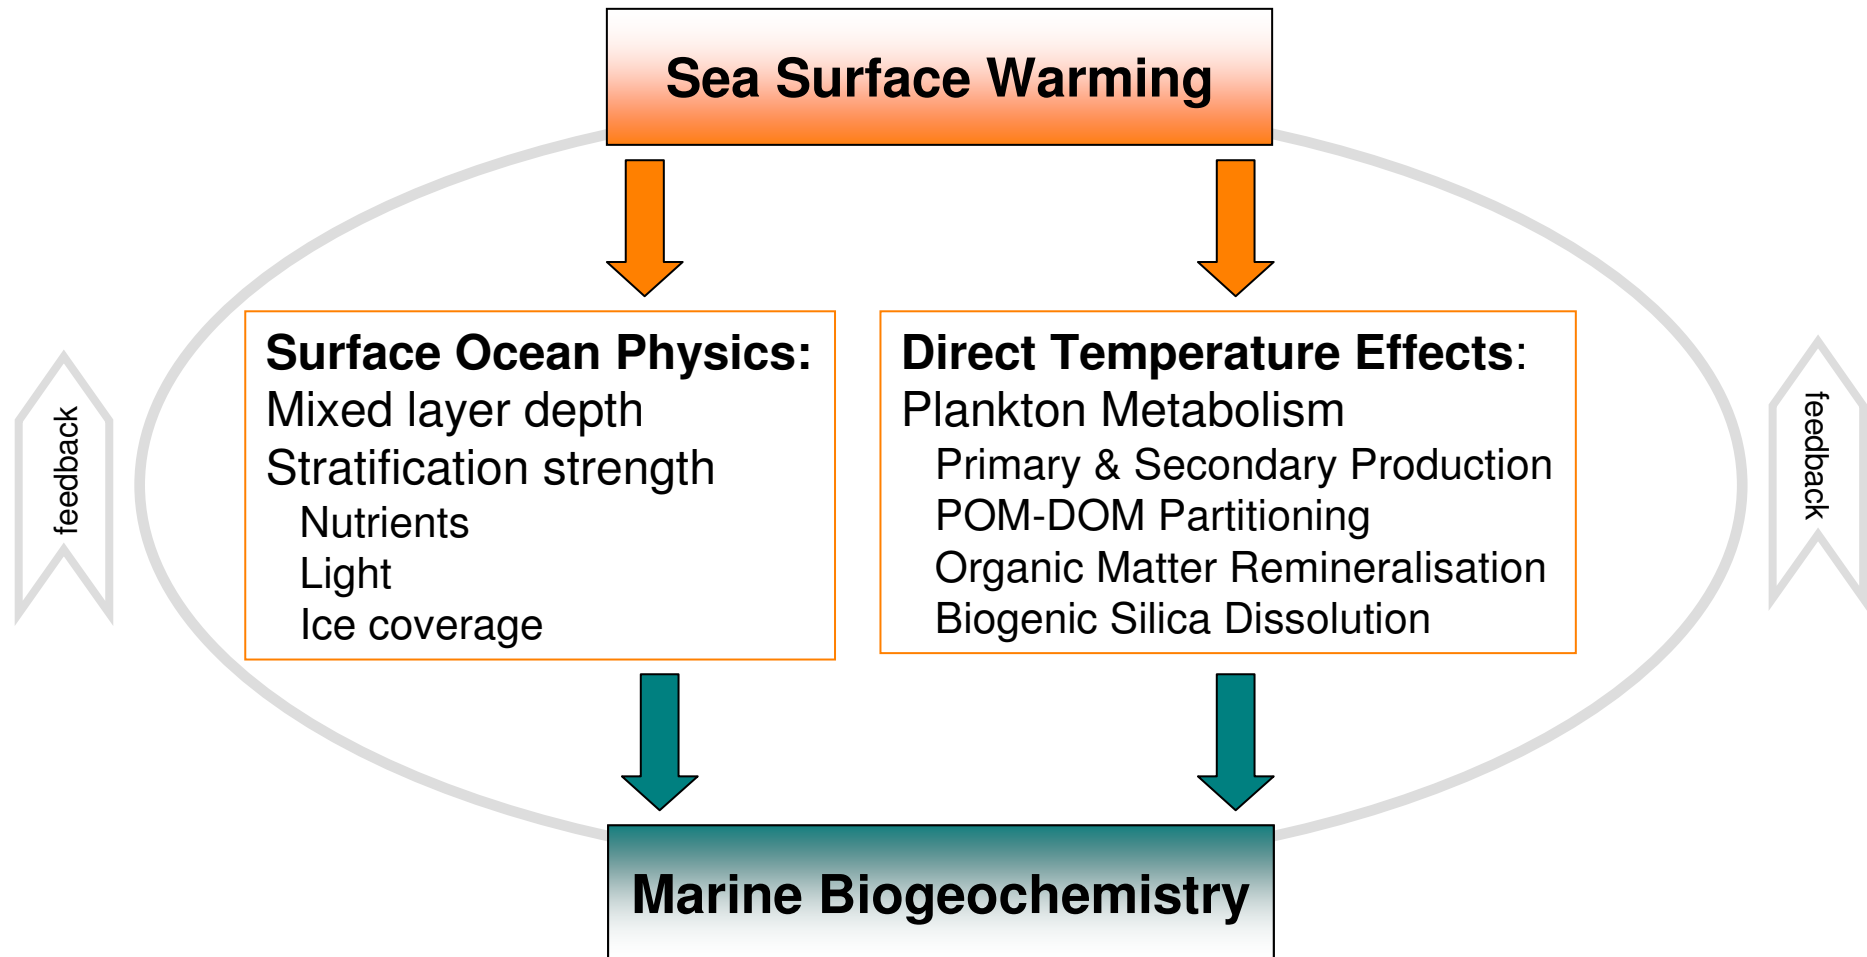 Sea Surface Warming
Surface Ocean Physics:
Mixed layer depth
Stratification strength
Nutrients
Light
Ice coverage
Direct Temperature Effects:
Plankton Metabolism
Primary & Secondary Production
POM-DOM Partitioning
Organic Matter Remineralisation
Biogenic Silica Dissolution
feedback
feedback
Marine Biogeochemistry